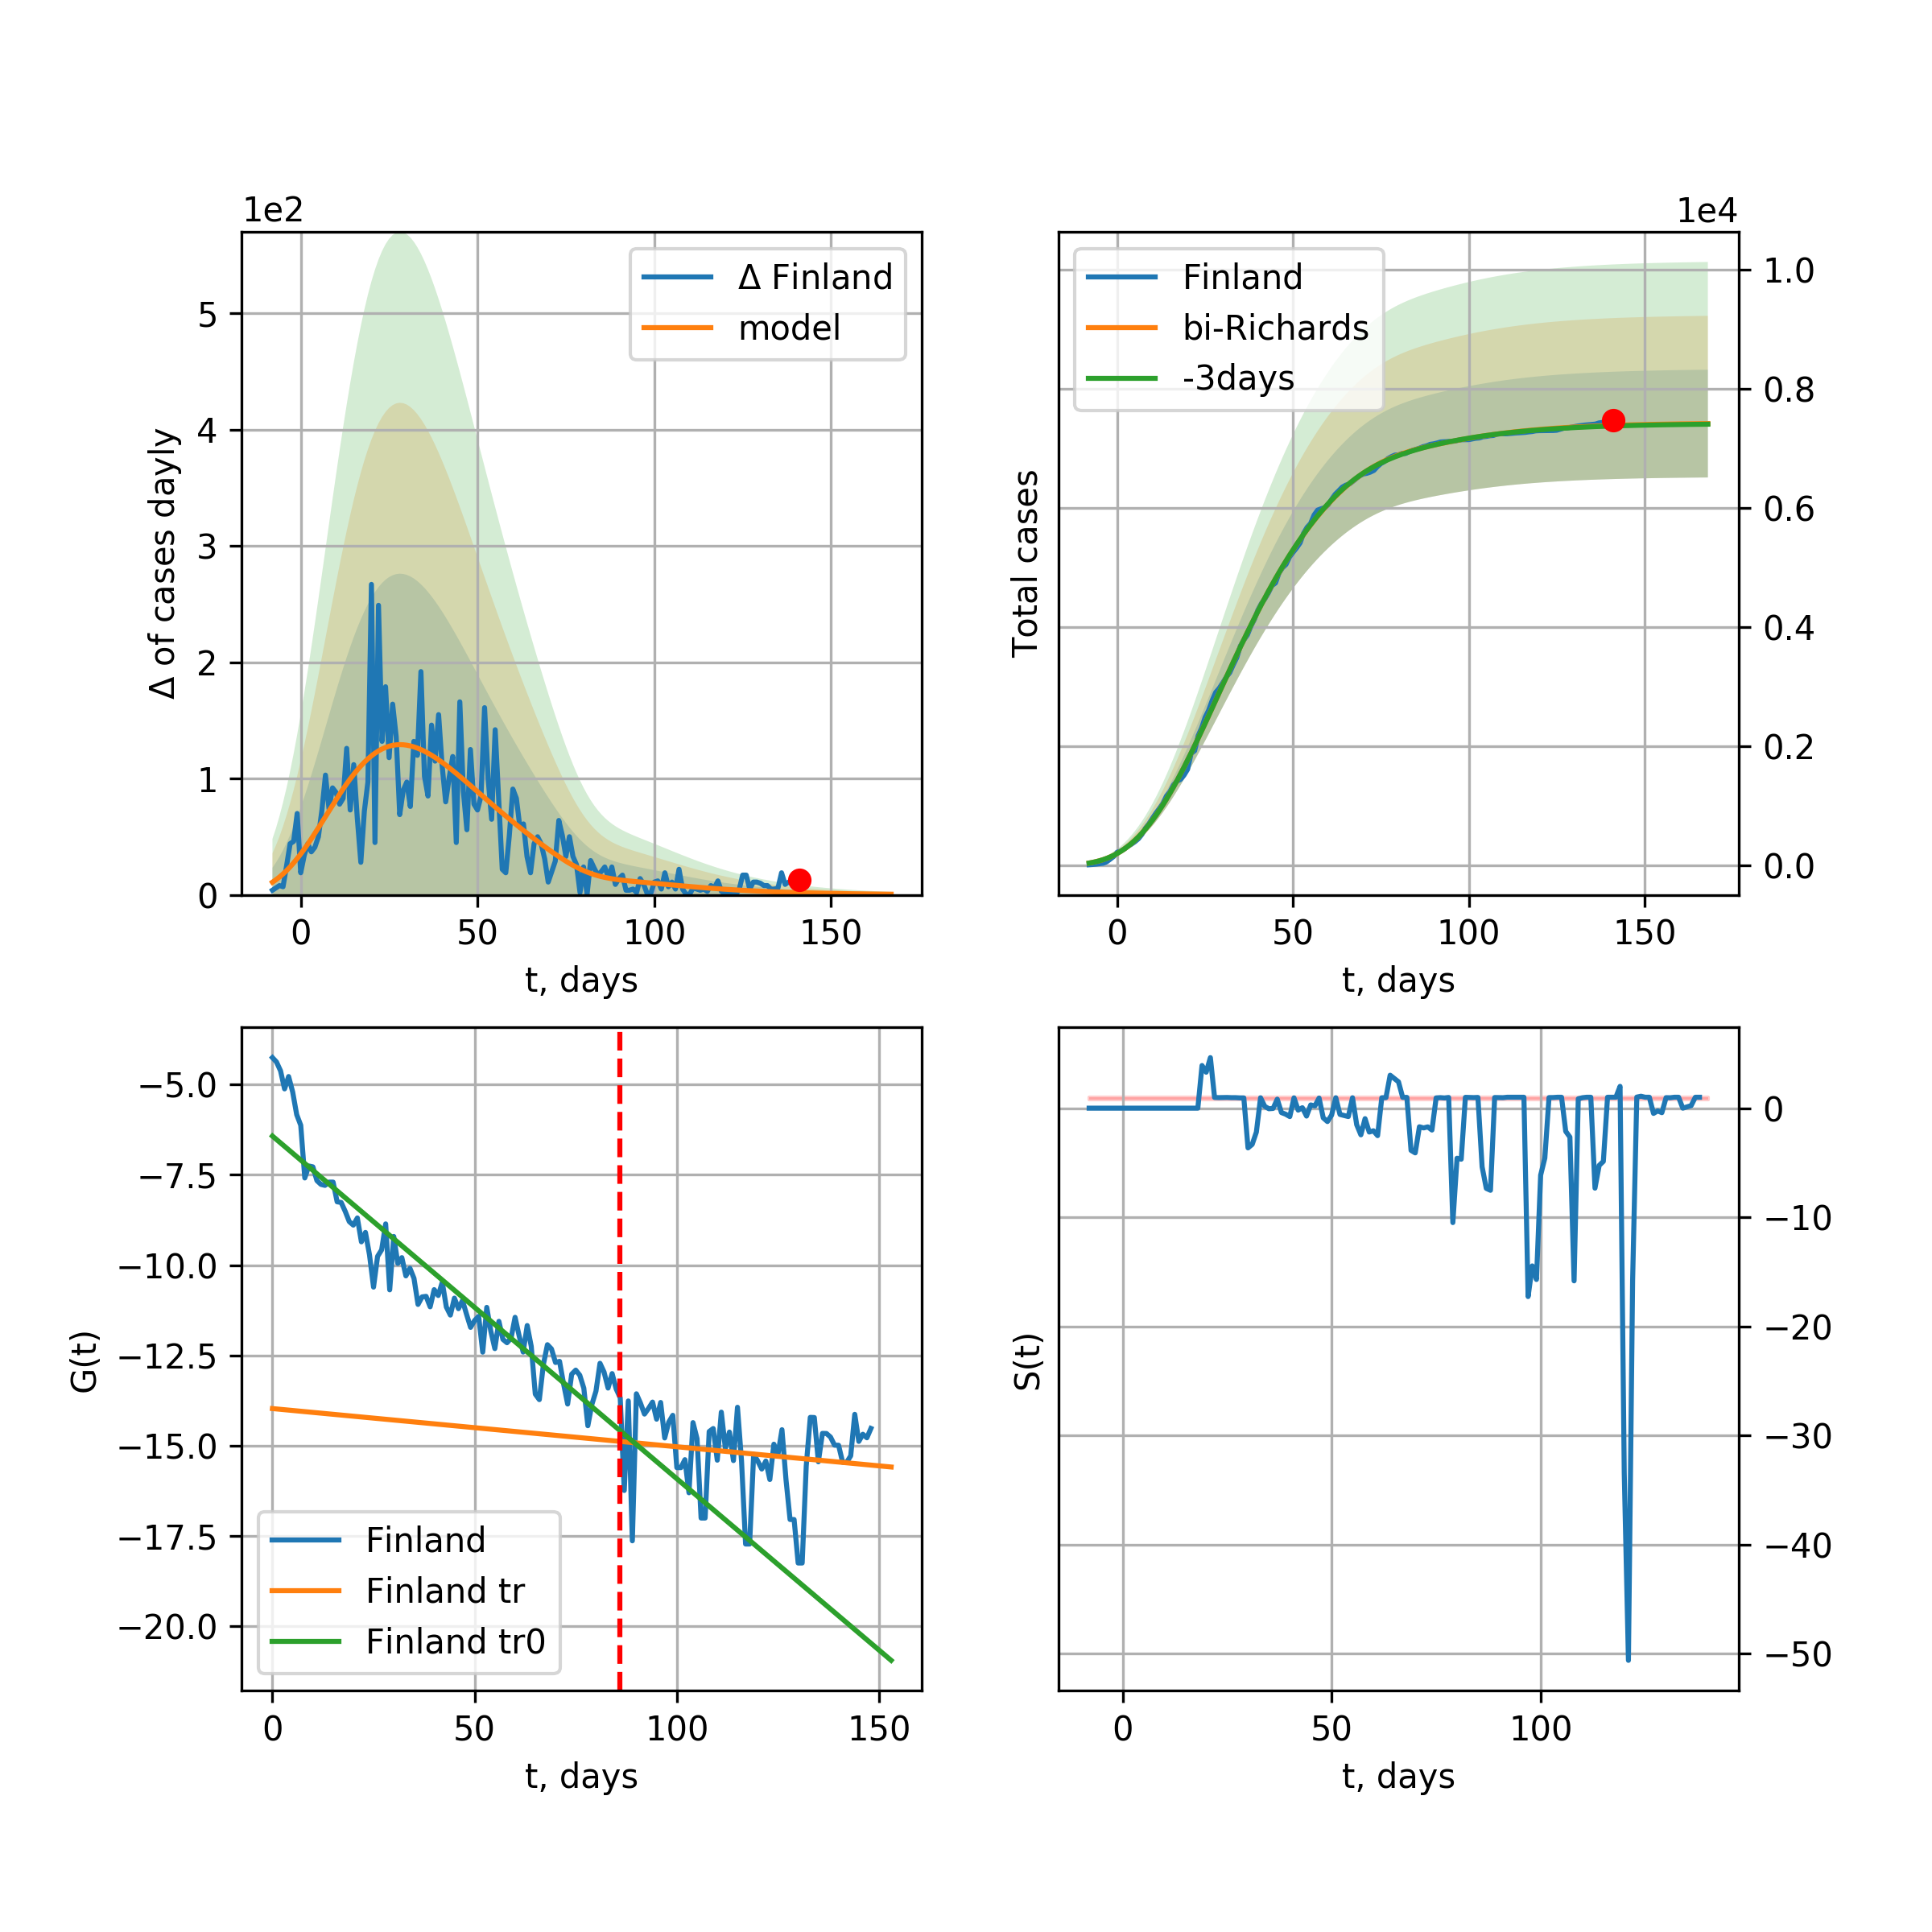 1e2
Δ of cases dayly
5
4
3
2
1
0
Δ Finland
model
0 50 100 150
t, days
1e4
Total cases
Finland
bi-Richards
-3days
1.0
0.8
0.6
0.4
0.2
0.0
0 50 100 150
t, days
G(t)
−5.0
−7.5
−10.0
−12.5
−15.0
−17.5
−20.0
Finland
Finland tr
Finland tr0
0 50 100 150
t, days
S(t)
0
−10
−20
−30
−40
−50
0 50 100
t, days